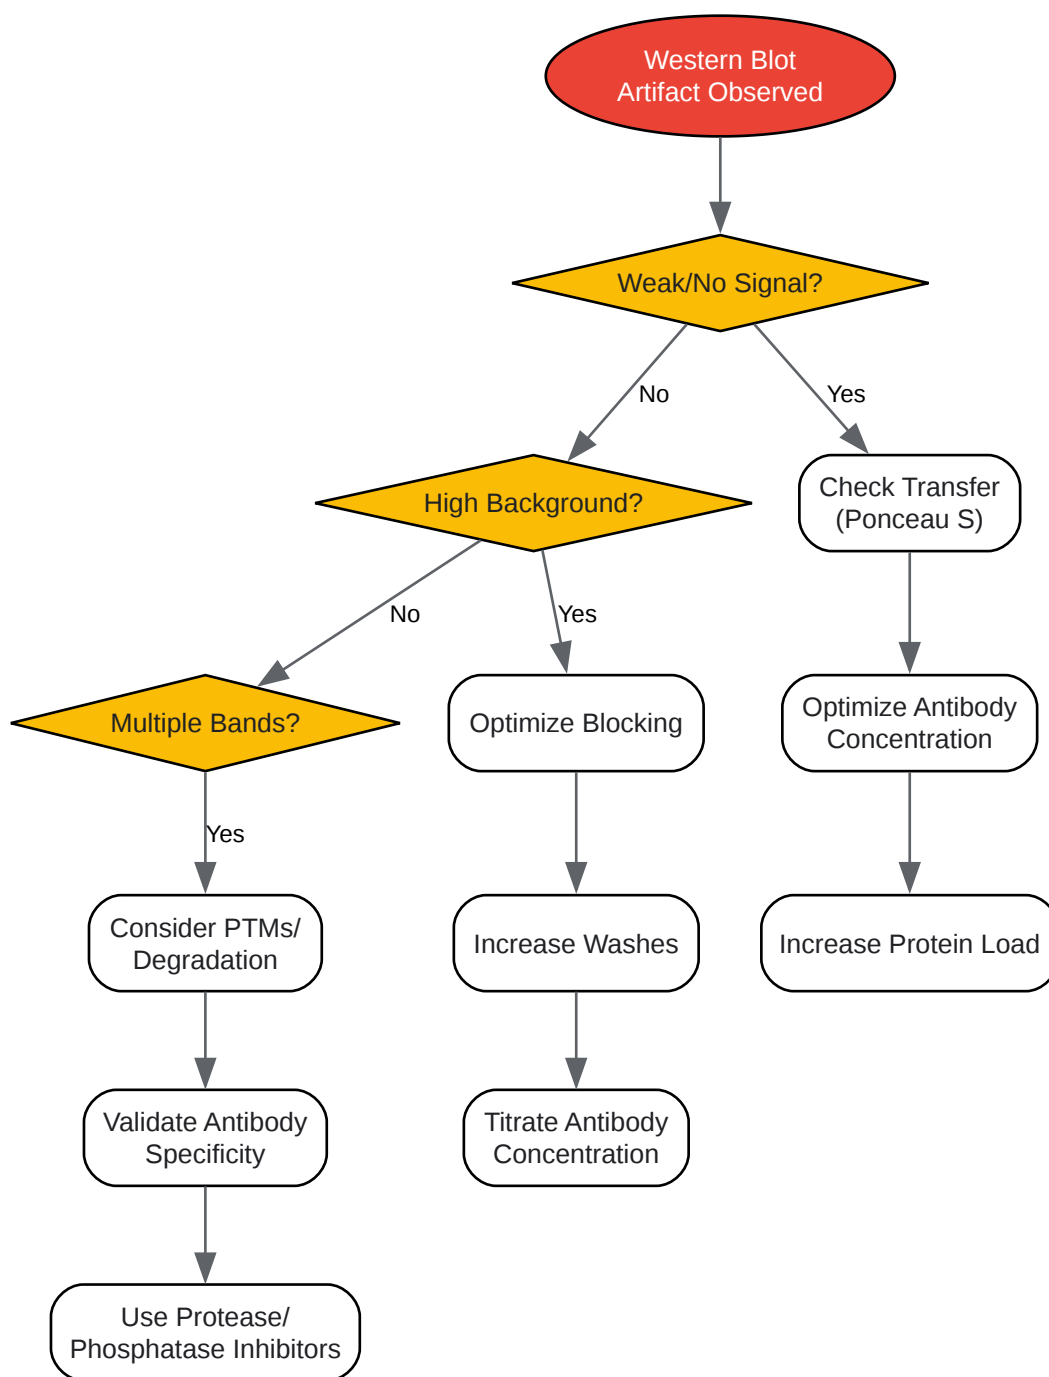 Western Blot
Artifact Observed
Weak/No Signal?
No
Yes
High Background?
Check Transfer
(Ponceau S)
No
Yes
Multiple Bands?
Optimize Blocking
Optimize Antibody
Concentration
Yes
Consider PTMs/
Degradation
Increase Washes
Increase Protein Load
Validate Antibody
Specificity
Titrate Antibody
Concentration
Use Protease/
Phosphatase Inhibitors